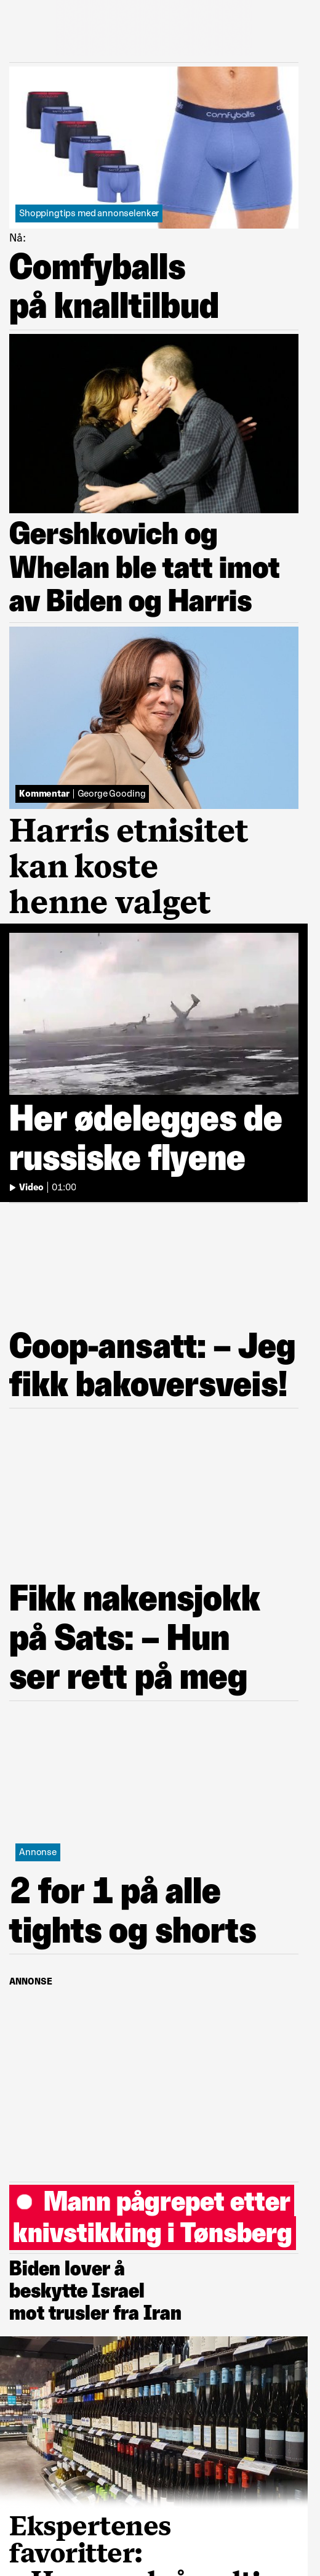 comfyballs
Shoppingtips med annonselenker
Nå:
Comfyballs
på knalltilbud
Gershkovich og
Whelan ble tatt imot
av Biden og Harris
Kommentar | George Gooding
Harris etnisitet
kan koste
henne valget
Her ødelegges de
russiske flyene
Video | 01:00
Coop-ansatt: – Jeg
fikk bakoversveis!
Fikk nakensjokk
på Sats: – Hun
ser rett på meg
Annonse
2 for 1 på alle
tights og shorts
ANNONSE
Mann pågrepet etter
knivstikking i Tønsberg
Biden lover å
beskytte Israel
mot trusler fra Iran
Ekspertenes
favoritter: